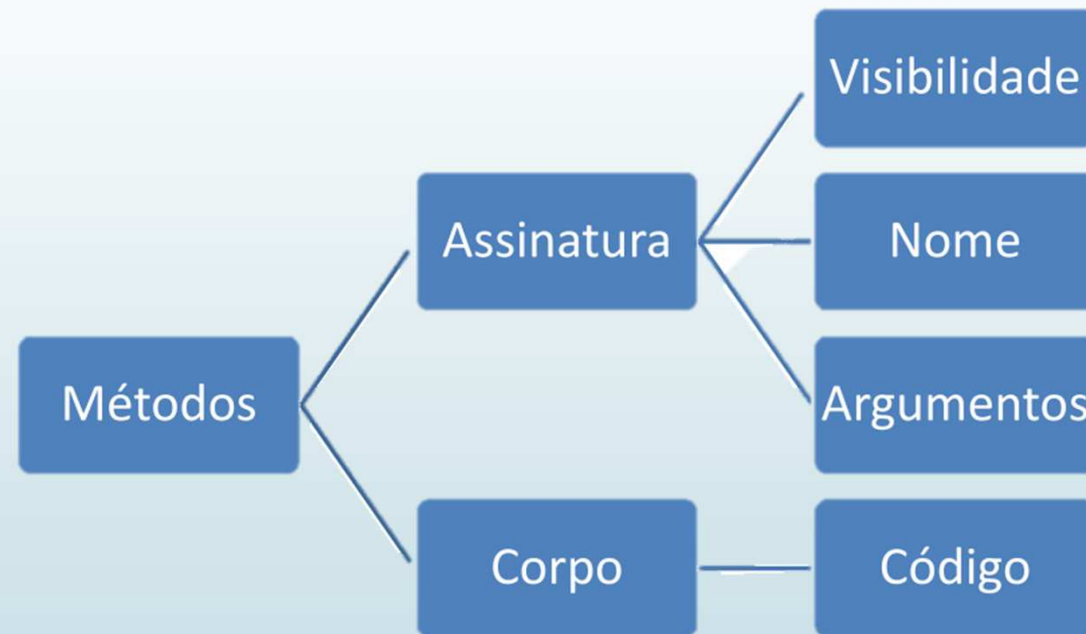 Visibilidade
Assinatura
Nome
Métodos
Argumentos
Corpo
Código